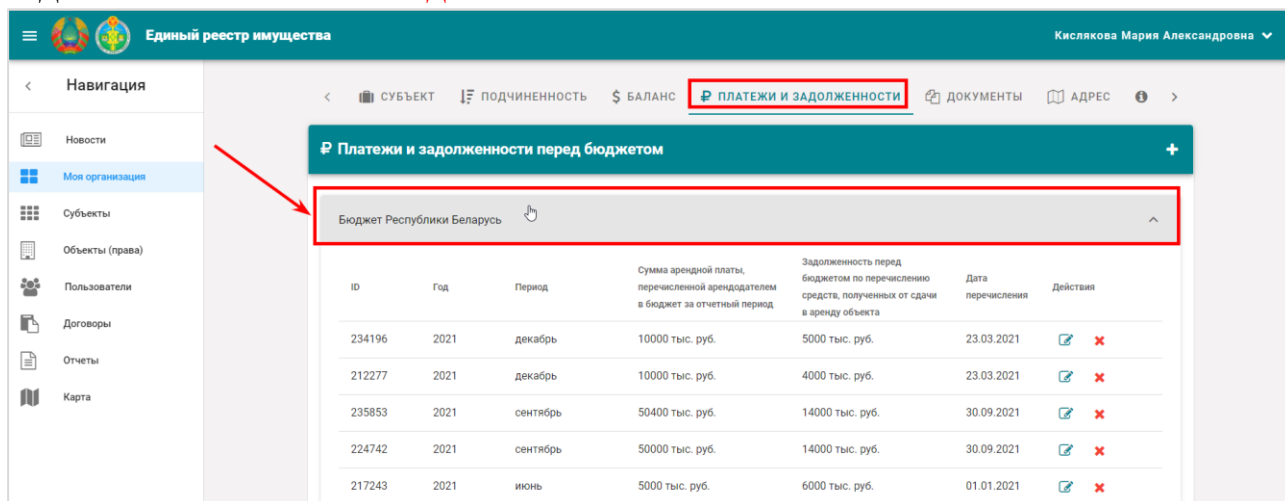 Единый реестр имущества
Кислякова Мария Александровна
Навигация
СУБЪЕКТ ПОДЧИНЕННОСТЬ $ БАЛАНС ₽ ПЛАТЕЖИ И ЗАДОЛЖЕННОСТИ ДОКУМЕНТЫ АДРЕС
Новости
Моя организация
Субъекты
Объекты (права)
Пользователи
Договоры
Отчеты
Карта
₽ Платежи и задолженности перед бюджетом
Бюджет Республики Беларусь
ID Год Период
Сумма арендной платы,
перечисленной арендодателем
в бюджет за отчетный период
Задолженность перед
бюджетом по перечислению
средств, полученных от сдачи
в аренду объекта
Дата
перечисления
Действия
234196 2021 декабрь 10000 тыс. руб. 5000 тыс. руб. 23.03.2021
212277 2021 декабрь 10000 тыс. руб. 4000 тыс. руб. 23.03.2021
235853 2021 сентябрь 50400 тыс. руб. 14000 тыс. руб. 30.09.2021
224742 2021 сентябрь 50000 тыс. руб. 14000 тыс. руб. 30.09.2021
217243 2021 июнь 5000 тыс. руб. 6000 тыс. руб. 01.01.2021